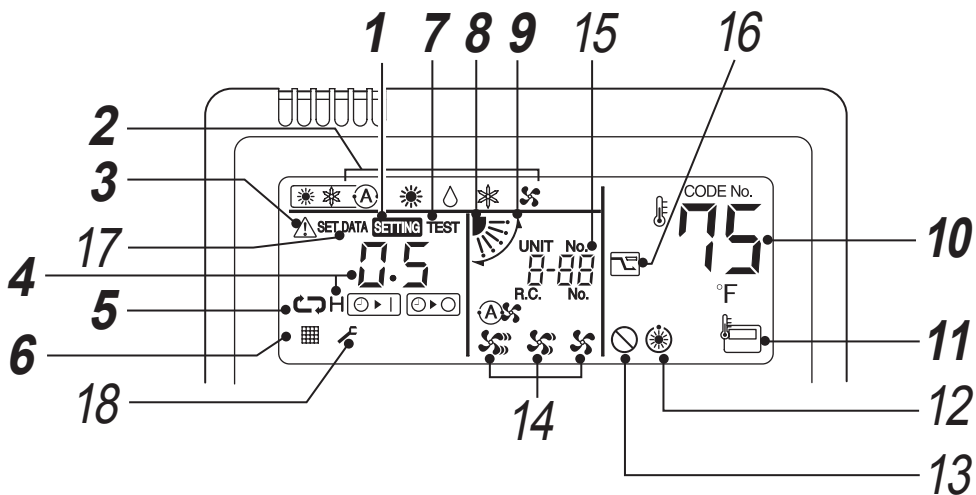 1 7 8 9 15 16
2
3
17
4
5
6
18
CODE No.
75
°F
SET DATA SETTING TEST
0.5
H
UNIT No.
8-88
R.C. No.
A
A
10
11
12
13
14